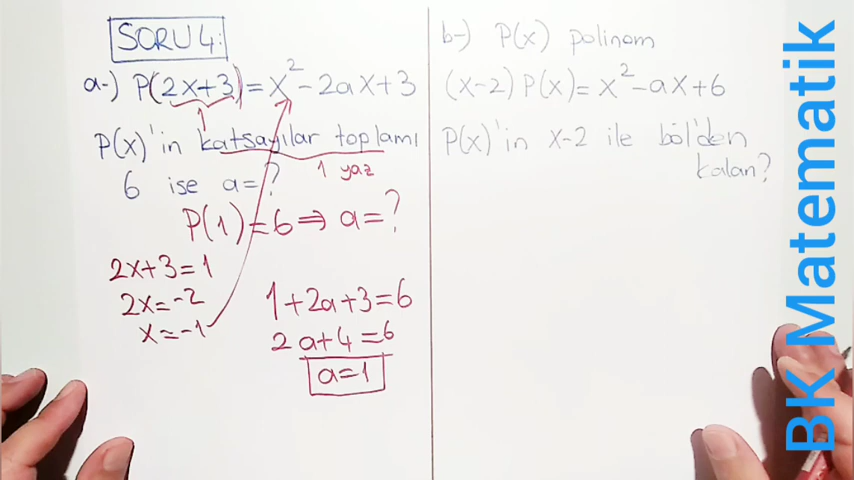 SORU 4:
a-) P(2x+3) = x² - 2ax + 3
P(x)'in katsayılar toplamı
1 yaz
6 ise a=?
P(1)=6 ⇒ a=?
2x+3=1
2x=-2
x=-1
1+2a+3=6
2a+4=6
a=1
b-) P(x) polinom
(x-2) P(x) = x² - ax + 6
P(x)'in x-2 ile böl'den
kalan?
BK Matematik